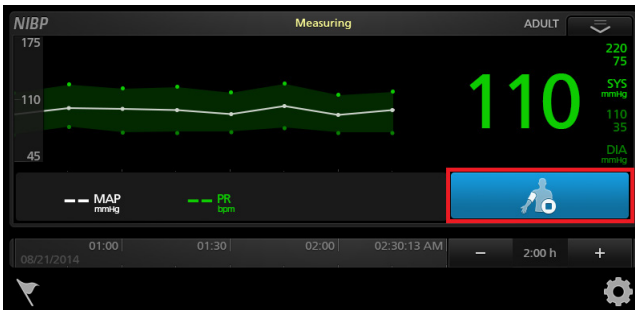 NIBP Measuring ADULT
175
220
75
SYS
mmHg
110
110
110
35
45
DIA
mmHg
-- MAP
mmHg
-- PR
bpm
01:00 01:30 02:00 02:30:13 AM
08/21/2014
− 2:00 h +